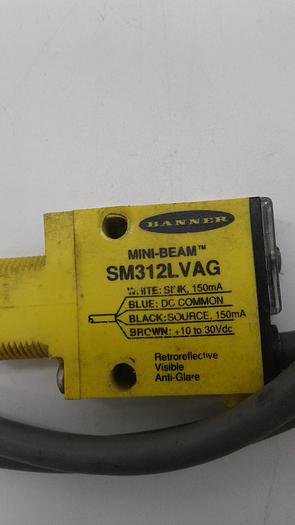 BANNER
MINI-BEAM™
SM312LVAG
WHITE: SINK, 150mA
BLUE: DC COMMON
BLACK: SOURCE, 150mA
BROWN: +10 to 30Vdc
Retroreflective
Visible
Anti-Glare